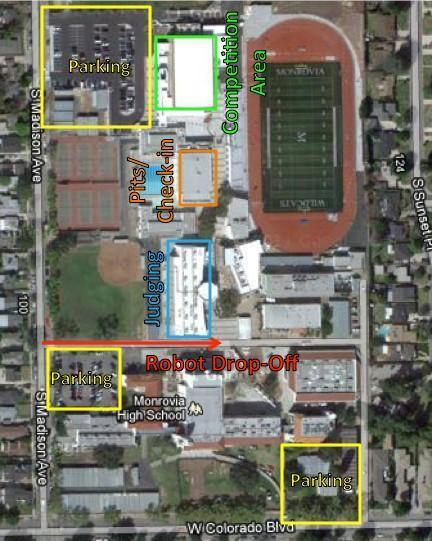 Parking
Competition
Area
VIKINGS
M
WILDCATS
S Madison Ave
Pits/
Check-in
124
S Sunset Pl
Judging
100
Robot Drop-Off
Parking
Monrovia
High School
S Madison Ave
Parking
W Colorado Blvd